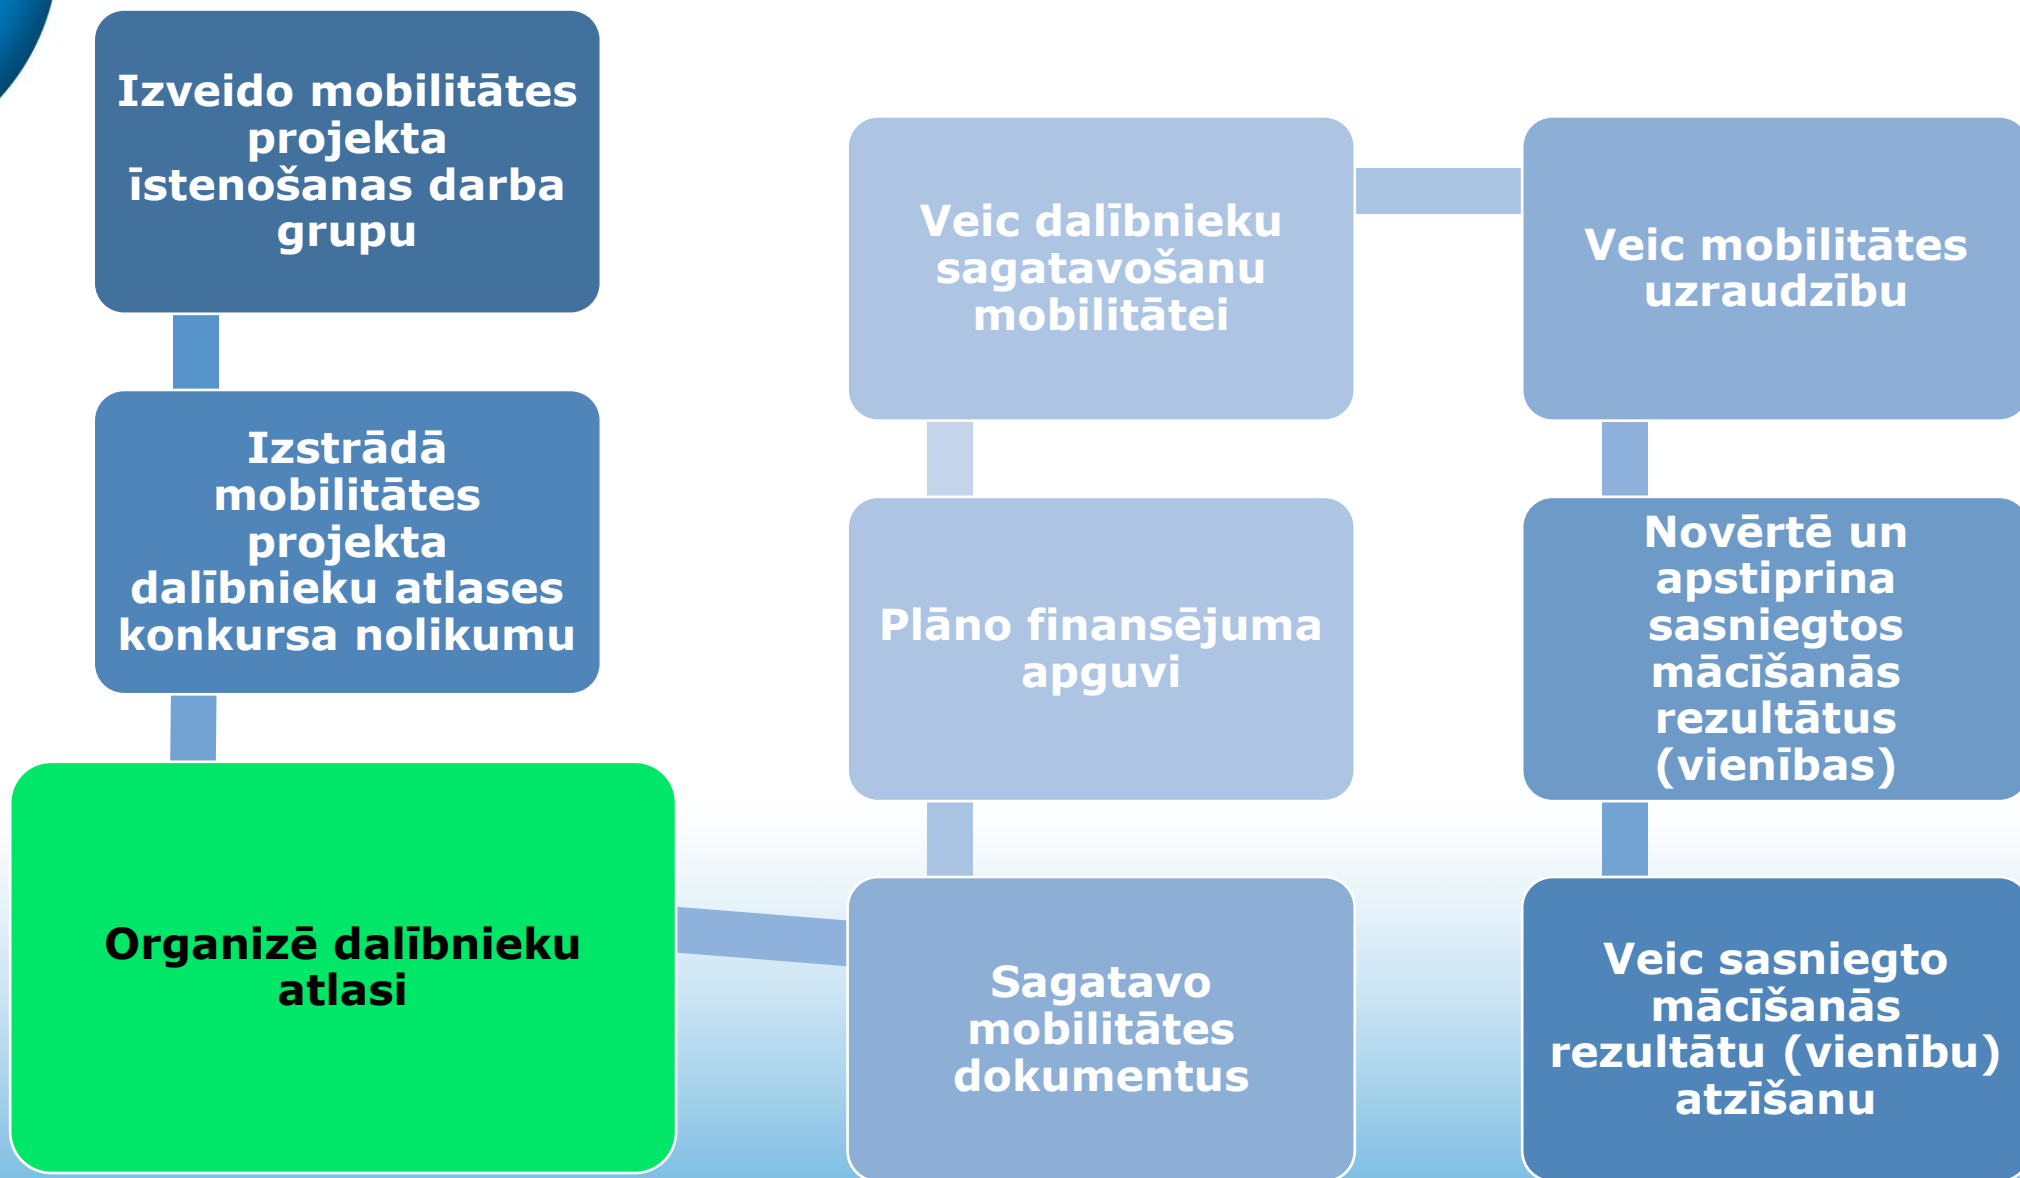 Izveido mobilitātes
projekta
īstenošanas darba
grupu
Izstrādā
mobilitātes
projekta
dalībnieku atlases
konkursa nolikumu
Organizē dalībnieku
atlasi
Sagatavo
mobilitātes
dokumentus
Plāno finansējuma
apguvi
Veic dalībnieku
sagatavošanu
mobilitātei
Veic mobilitātes
uzraudzību
Novērtē un
apstiprina
sasniegtos
mācīšanās
rezultātus
(vienības)
Veic sasniegto
mācīšanās
rezultātu (vienību)
atzīšanu